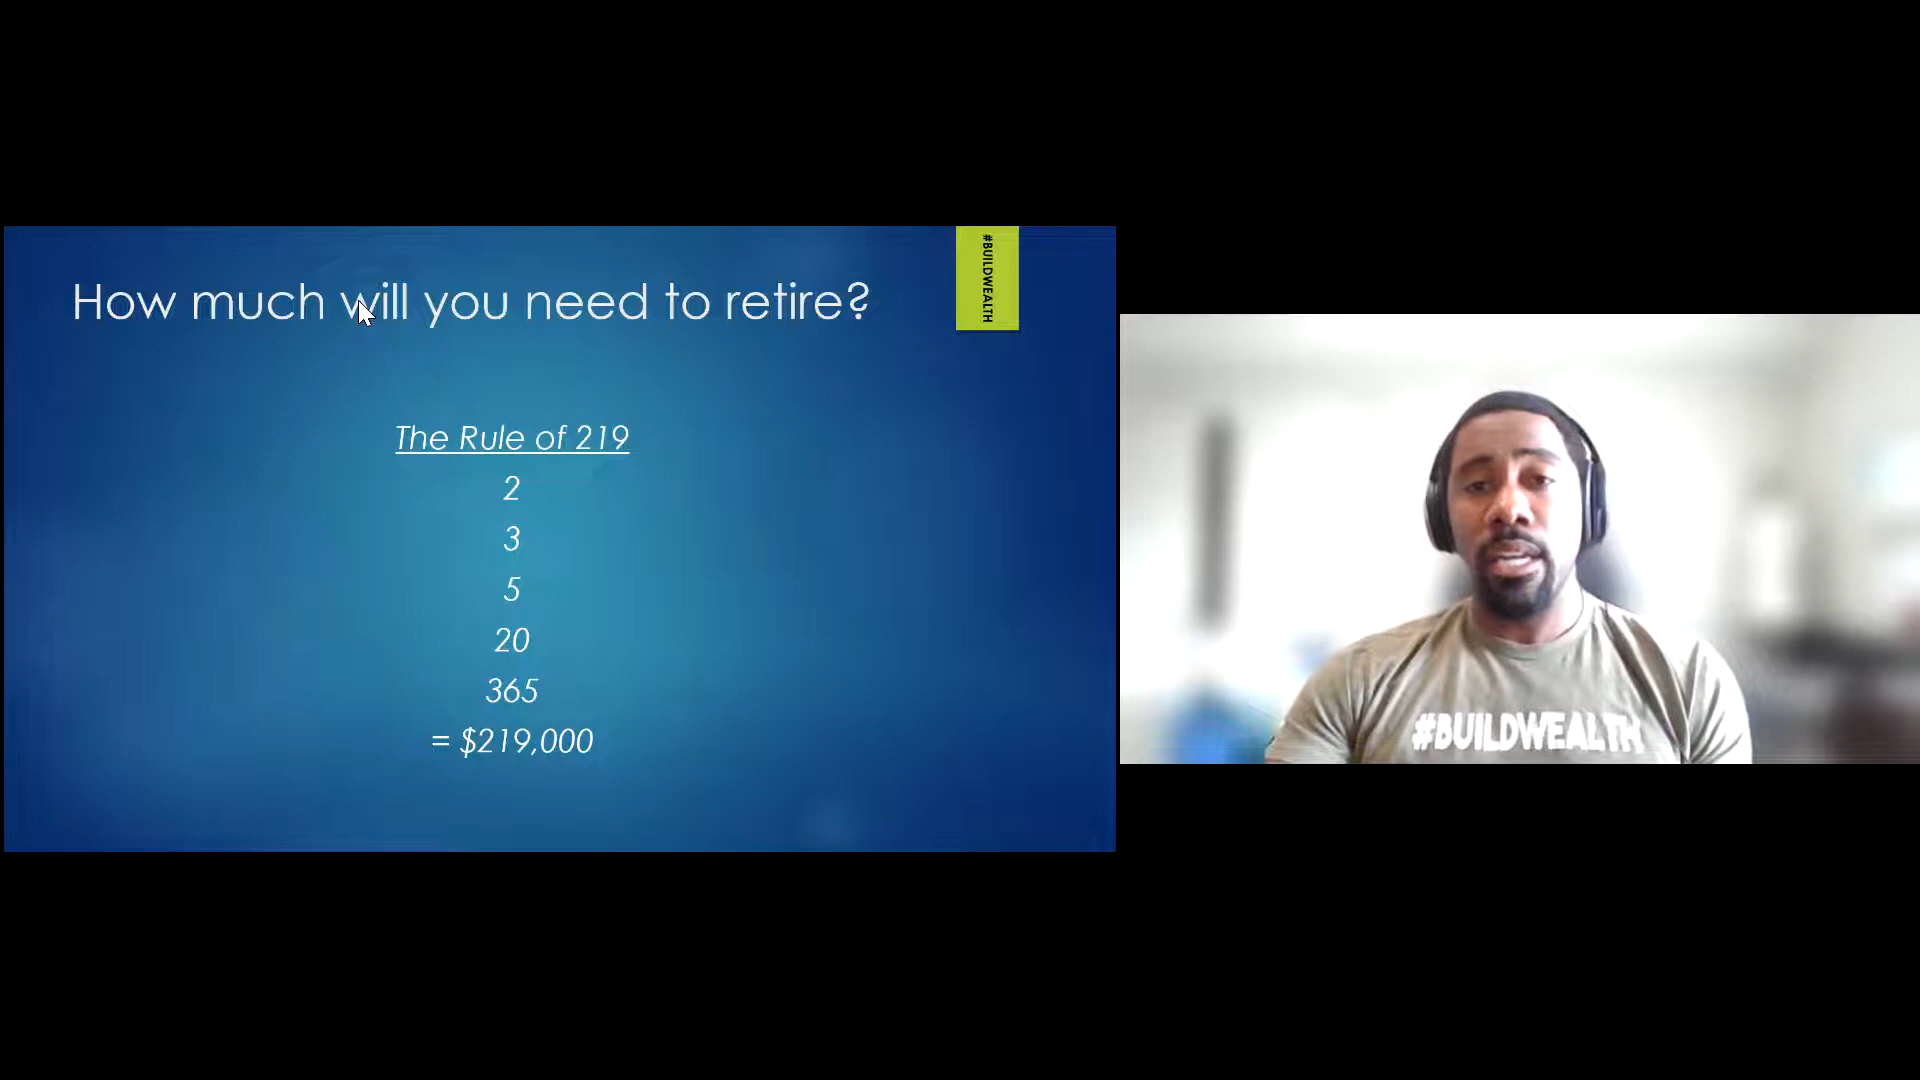 How much will you need to retire?
#BUILDWEALTH
The Rule of 219
2
3
5
20
365
= $219,000
#BUILDWEALTH